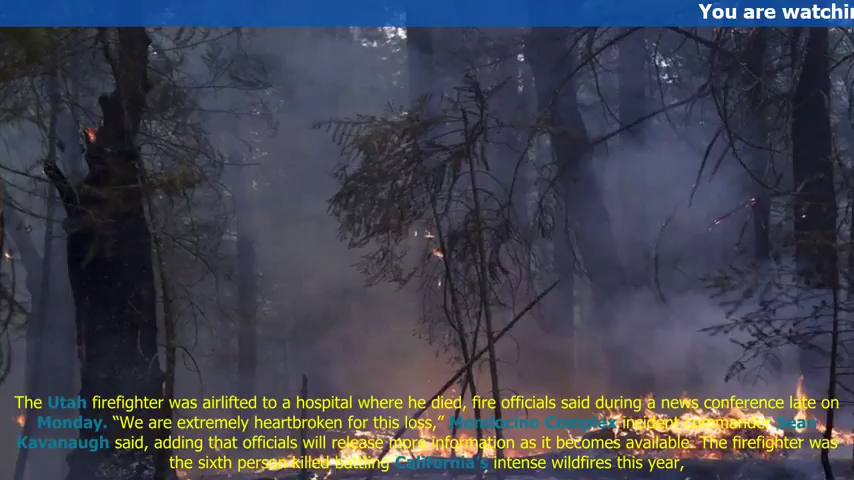 You are watchin
The Utah firefighter was airlifted to a hospital where he died, fire officials said during a news conference late on
Monday. “We are extremely heartbroken for this loss,” Mendocino Complex incident commander Sean
Kavanaugh said, adding that officials will release more information as it becomes available. The firefighter was
the sixth person killed battling California's intense wildfires this year,